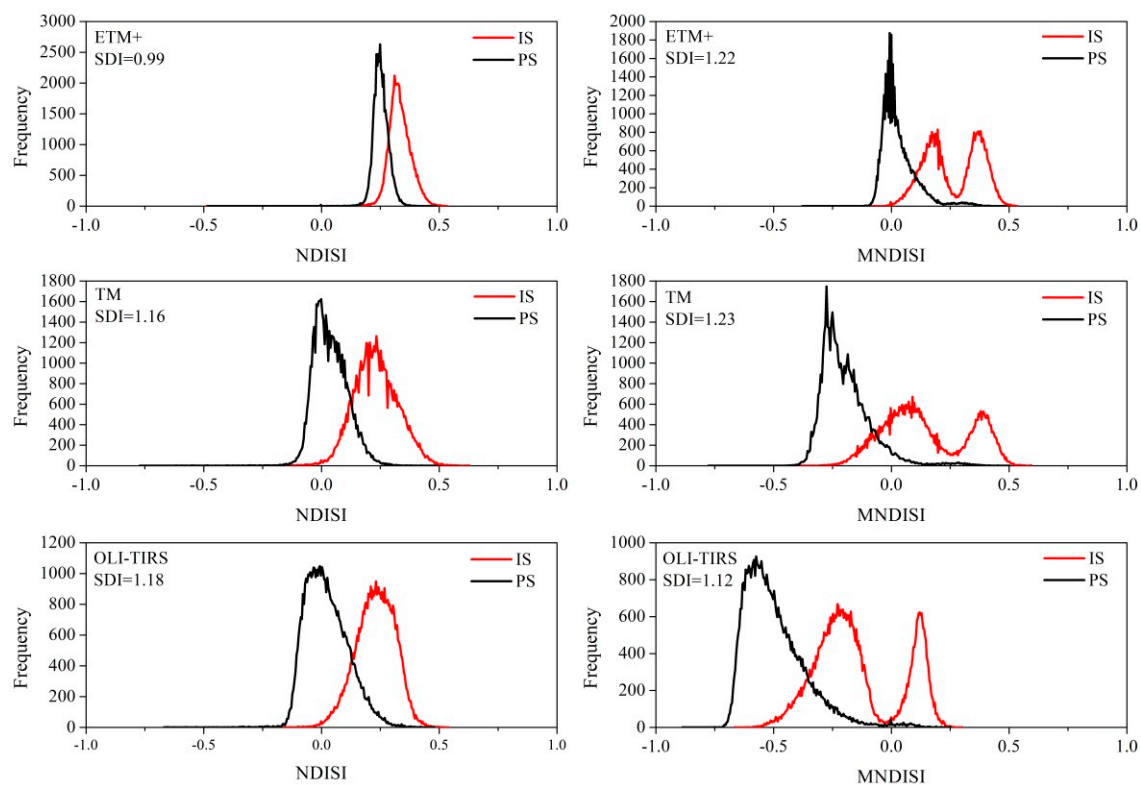 3000
2500
2000
1500
1000
500
0
Frequency
ETM+
SDI=0.99
IS
PS
-1.0
-0.5
0.0
0.5
1.0
NDISI
2000
1800
1600
1400
1200
1000
800
600
400
200
0
Frequency
ETM+
SDI=1.22
IS
PS
-1.0
-0.5
0.0
0.5
1.0
MNDISI
1800
1600
1400
1200
1000
800
600
400
200
0
Frequency
TM
SDI=1.16
IS
PS
-1.0
-0.5
0.0
0.5
1.0
NDISI
1800
1600
1400
1200
1000
800
600
400
200
0
Frequency
TM
SDI=1.23
IS
PS
-1.0
-0.5
0.0
0.5
1.0
MNDISI
1200
1000
800
600
400
200
0
Frequency
OLI-TIRS
SDI=1.18
IS
PS
-1.0
-0.5
0.0
0.5
1.0
NDISI
1000
800
600
400
200
0
Frequency
OLI-TIRS
SDI=1.12
IS
PS
-1.0
-0.5
0.0
0.5
1.0
MNDISI